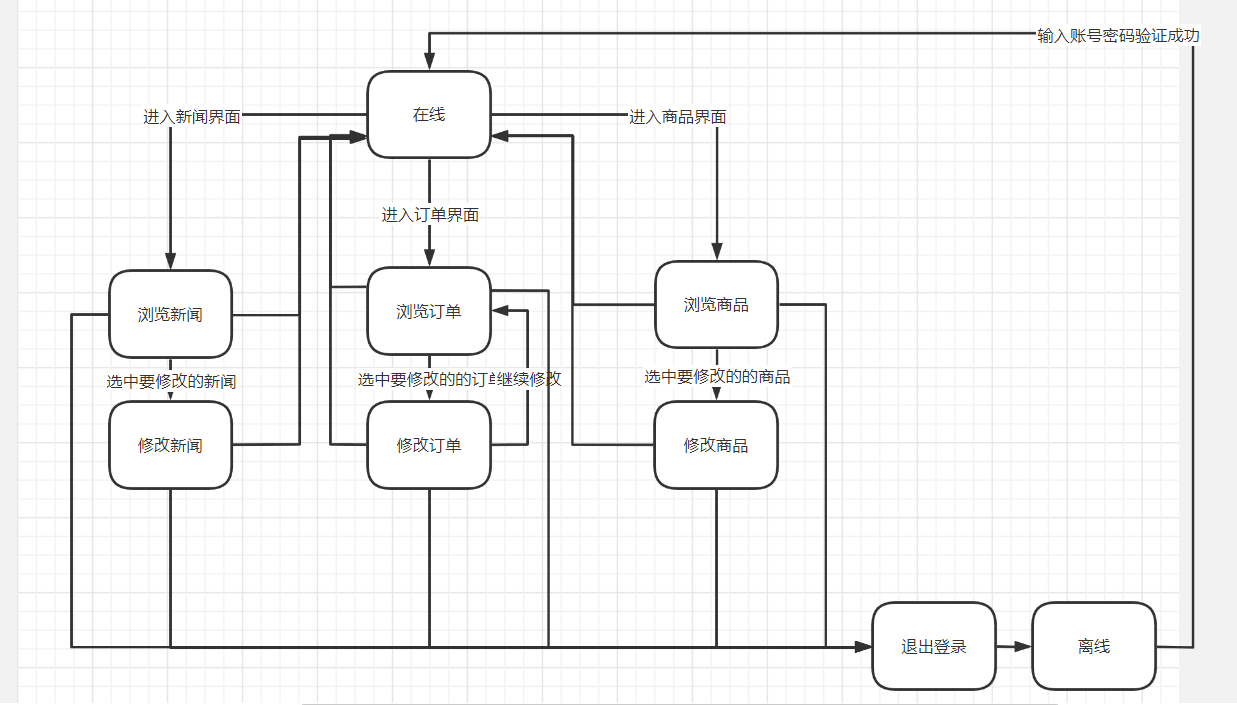 输入账号密码验证成功
在线
进入新闻界面
进入商品界面
进入订单界面
浏览新闻
浏览订单
浏览商品
选中要修改的新闻
选中要修改的的订
继续修改
选中要修改的的商品
修改新闻
修改订单
修改商品
退出登录
离线